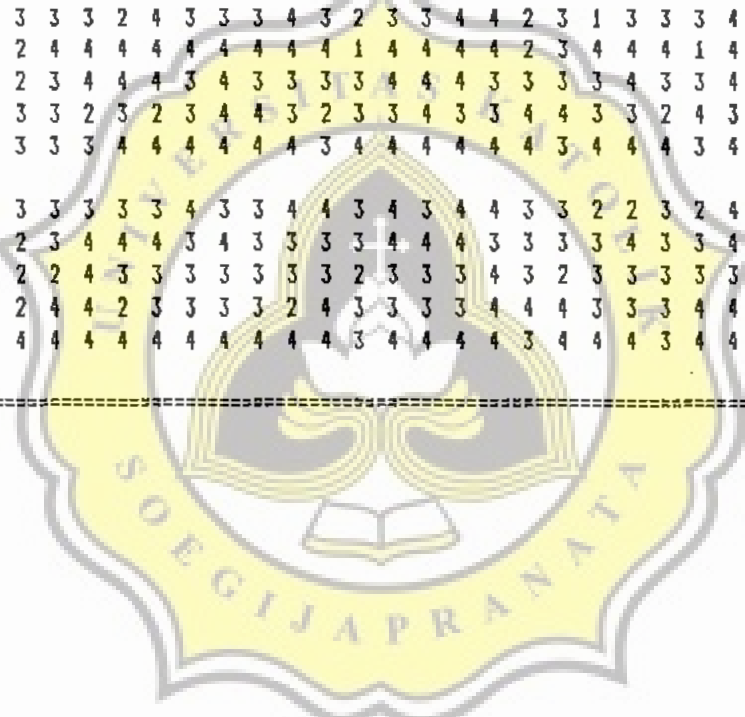 3 3 3 2 4 3 3 3 4 3 2 3 3 4 4 2 3 1 3 3 3 4
2 4 4 4 4 4 4 4 4 4 1 4 4 4 4 2 3 4 4 4 1 4
2 3 4 4 4 3 4 3 3 3 3 4 4 4 3 3 3 3 4 3 3 4
3 3 2 3 2 3 4 4 3 2 3 3 4 3 3 4 4 3 3 2 4 3
3 3 3 4 4 4 4 4 4 3 4 4 4 4 4 4 3 4 4 4 3 4
3 3 3 3 3 4 3 3 4 4 3 4 3 4 4 3 3 2 2 3 2 4
2 3 4 4 4 3 4 3 3 3 3 4 4 4 3 3 3 3 4 3 3 4
2 2 4 3 3 3 3 3 3 3 2 3 3 3 4 3 2 3 3 3 3 3
2 4 4 2 3 3 3 3 2 4 3 3 3 3 4 4 4 3 3 3 4 4
4 4 4 4 4 4 4 4 4 4 3 4 4 4 4 3 4 4 4 3 4 4
UNIVERSITAS KATOLIK
SOEGIJAPRANATA